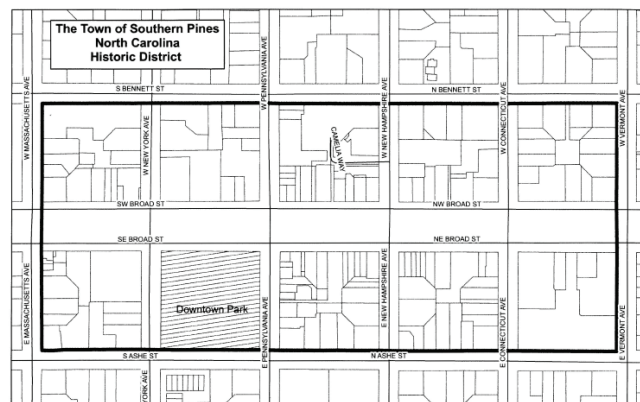 The Town of Southern Pines
North Carolina
Historic District
S BENNETT ST
N BENNETT ST
W MASSACHUSETTS AVE
W NEW YORK AVE
W PENNSYLVANIA AVE
CAMELIA WAY
W NEW HAMPSHIRE AVE
W CONNECTICUT AVE
W VERMONT AVE
SW BROAD ST
NW BROAD ST
SE BROAD ST
NE BROAD ST
E MASSACHUSETTS AVE
Downtown Park
E PENNSYLVANIA AVE
E NEW HAMPSHIRE AVE
E CONNECTICUT AVE
E VERMONT AVE
S ASHE ST
N ASHE ST
YORK AVE